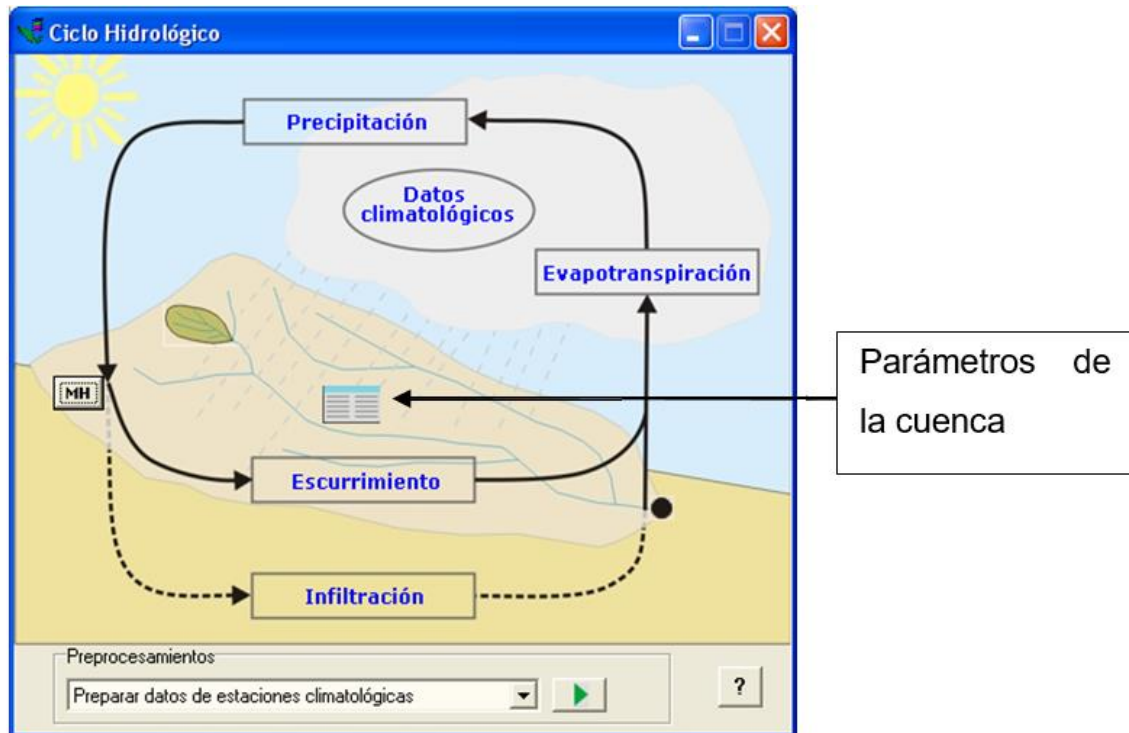 Ciclo Hidrológico
Precipitación
Datos
climatológicos
Evapotranspiración
MH
Parámetros de
la cuenca
Escurrimiento
Infiltración
Preprocesamientos
Preparar datos de estaciones climatológicas
?